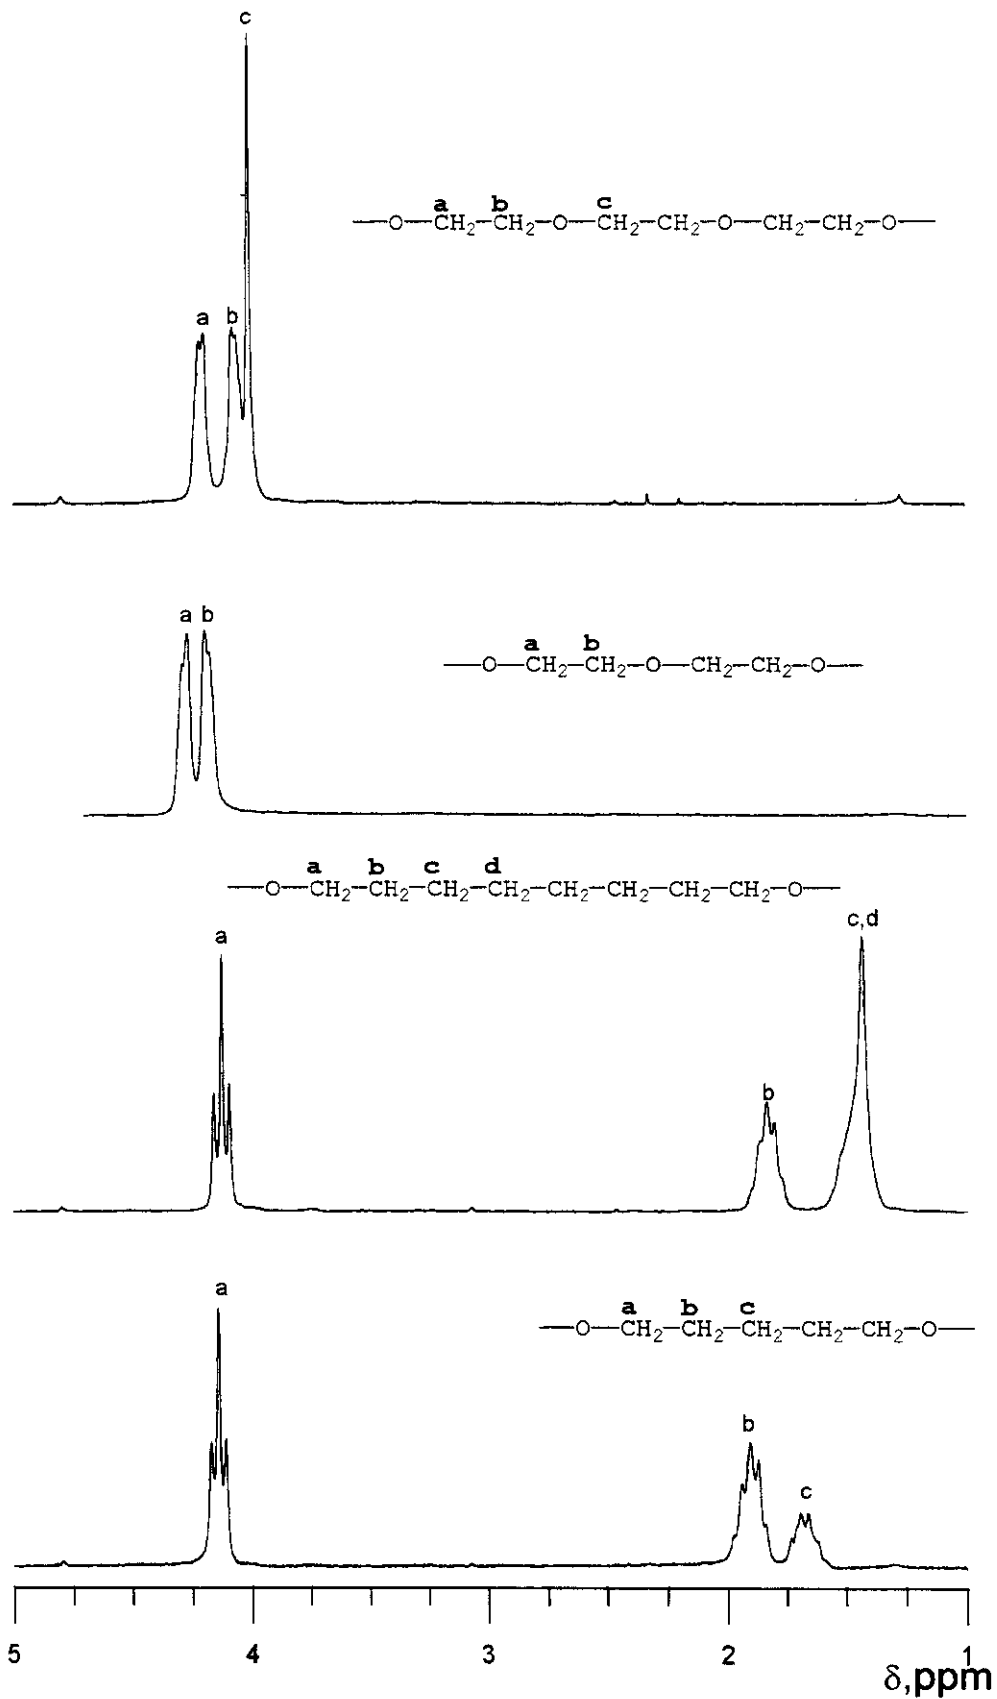 c
a b c
—O—CH₂—CH₂—O—CH₂—CH₂—O—CH₂—CH₂—O—
a b
a b
a b
—O—CH₂—CH₂—O—CH₂—CH₂—O—
a b c d
—O—CH₂—CH₂—CH₂—CH₂—CH₂—CH₂—CH₂—CH₂—O—
c,d
a
b
a
a b c
—O—CH₂—CH₂—CH₂—CH₂—CH₂—O—
b
c
5 4 3 2 1
δ,ppm